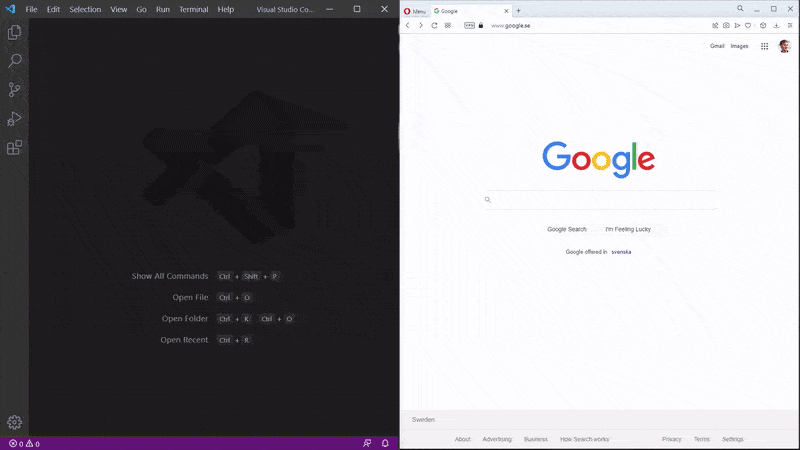 File Edit Selection View Go Run Terminal Help Visual Studio Co...
Show All Commands Ctrl + Shift + P
Open File Ctrl + O
Open Folder Ctrl + K Ctrl + O
Open Recent Ctrl + R
0 0
Menu Google
VPN www.google.se
Gmail Images
Google
Google Search I'm Feeling Lucky
Google offered in svenska
Sweden
About Advertising Business How Search works Privacy Terms Settings